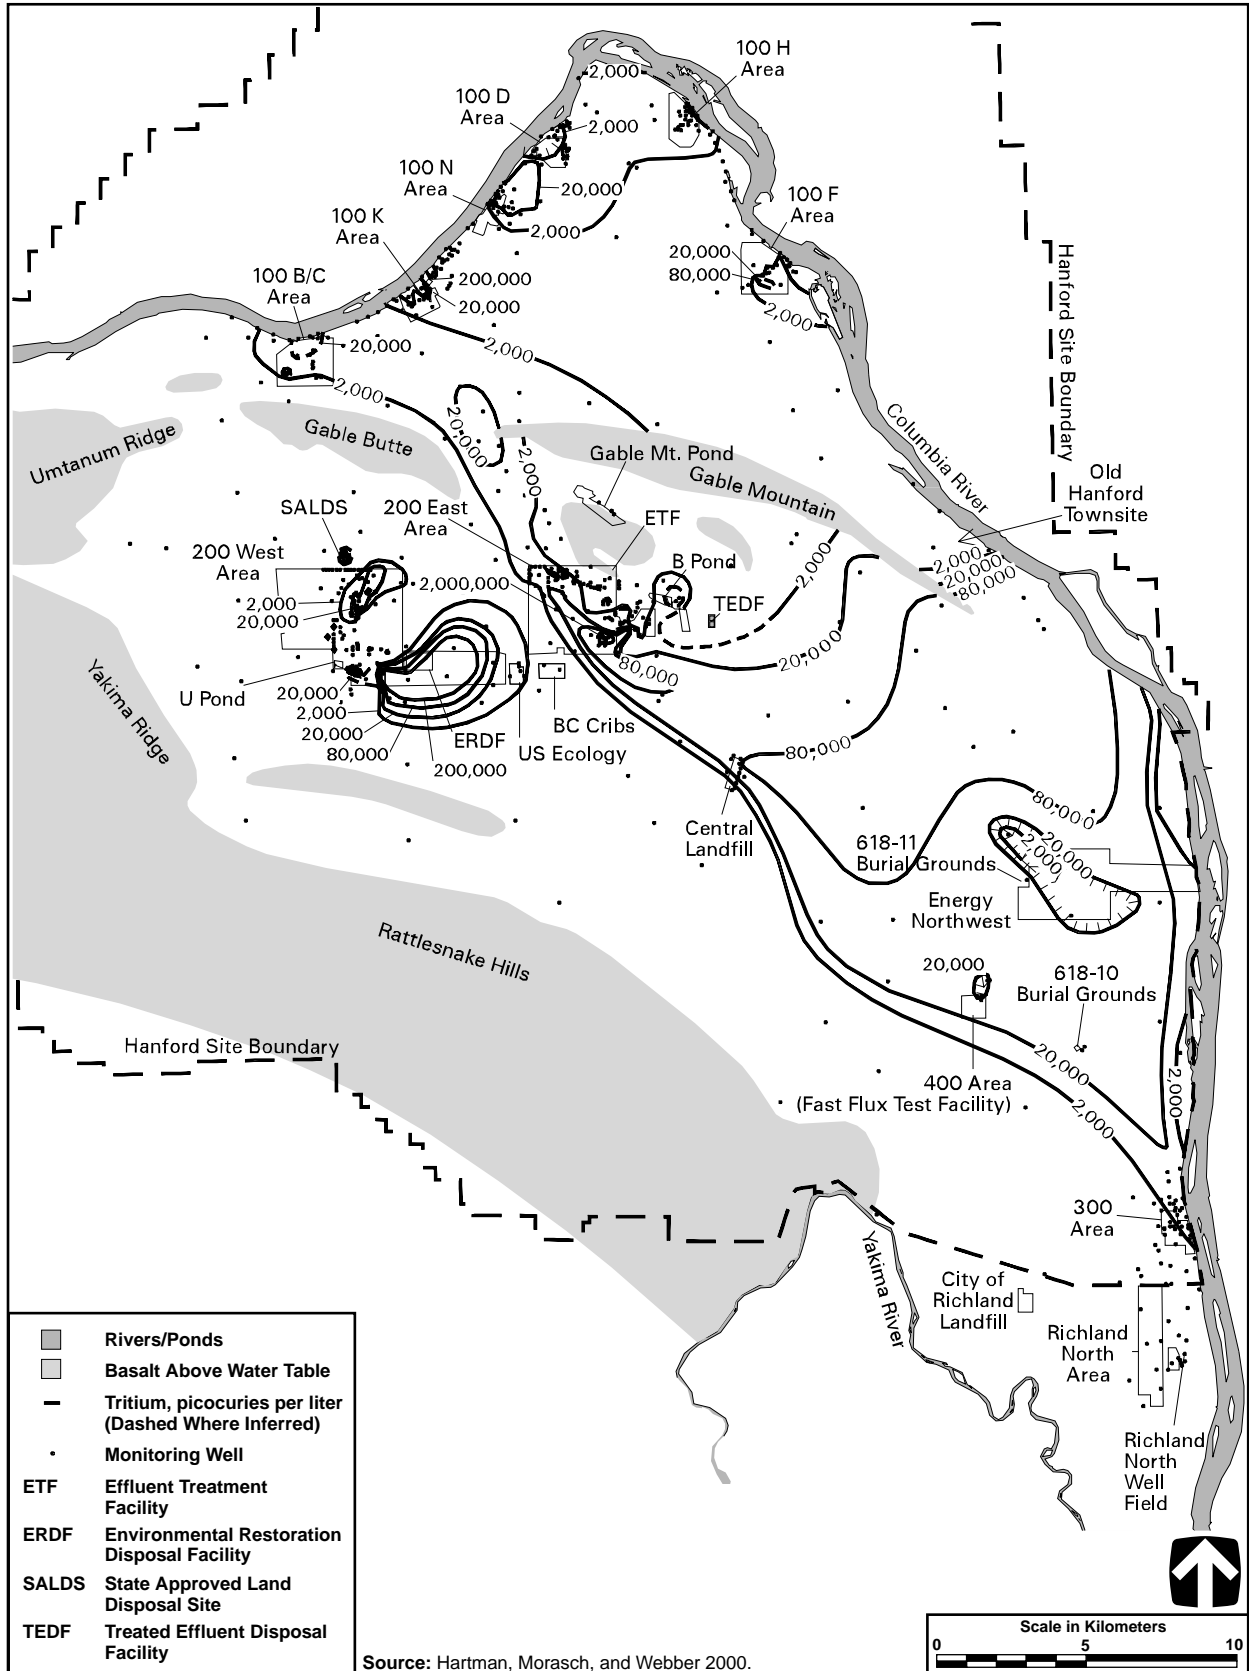 100 H
Area
2,000
100 D
Area
2,000
100 N
Area
20,000
2,000
100 F
Area
20,000
80,000
2,000
100 K
Area
200,000
20,000
100 B/C
Area
20,000
2,000
2,000
Hanford Site Boundary
Columbia River
Umtanum Ridge
Gable Butte
20,000
2,000
Gable Mt. Pond
Gable Mountain
Old
Hanford
Townsite
2,000
20,000
80,000
SALDS
200 East
Area
ETF
200 West
Area
2,000,000
B Pond
2,000
TEDF
2,000
20,000
20,000
80,000
Yakima Ridge
U Pond
20,000
2,000
20,000
80,000
ERDF
200,000
BC Cribs
US Ecology
80,000
80,000
Central
Landfill
618-11
Burial Grounds
20,000
2,000
Energy
Northwest
Rattlesnake Hills
20,000
618-10
Burial Grounds
Hanford Site Boundary
20,000
400 Area
(Fast Flux Test Facility)
2,000
2,000
300
Area
Yakima River
City of
Richland
Landfill
Richland
North
Area
Richland
North
Well
Field
Rivers/Ponds
Basalt Above Water Table
Tritium, picocuries per liter
(Dashed Where Inferred)
Monitoring Well
ETF Effluent Treatment
Facility
ERDF Environmental Restoration
Disposal Facility
SALDS State Approved Land
Disposal Site
TEDF Treated Effluent Disposal
Facility
Source: Hartman, Morasch, and Webber 2000.
Scale in Kilometers
0 5 10